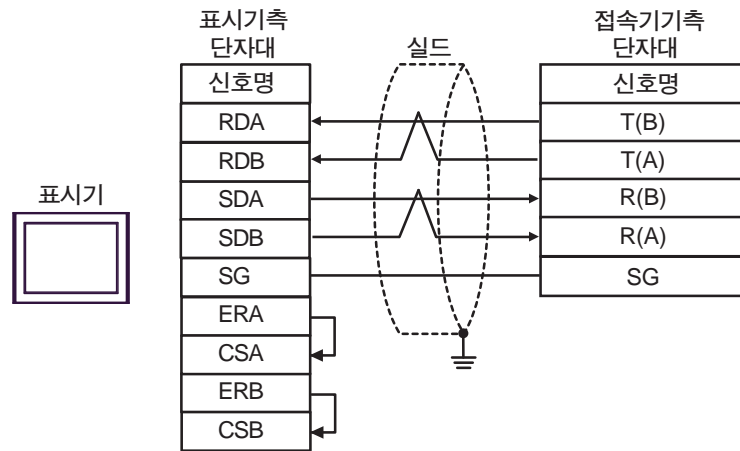 표시기측
단자대
신호명
RDA
RDB
SDA
SDB
SG
ERA
CSA
ERB
CSB
표시기
실드
접속기기측
단자대
신호명
T(B)
T(A)
R(B)
R(A)
SG